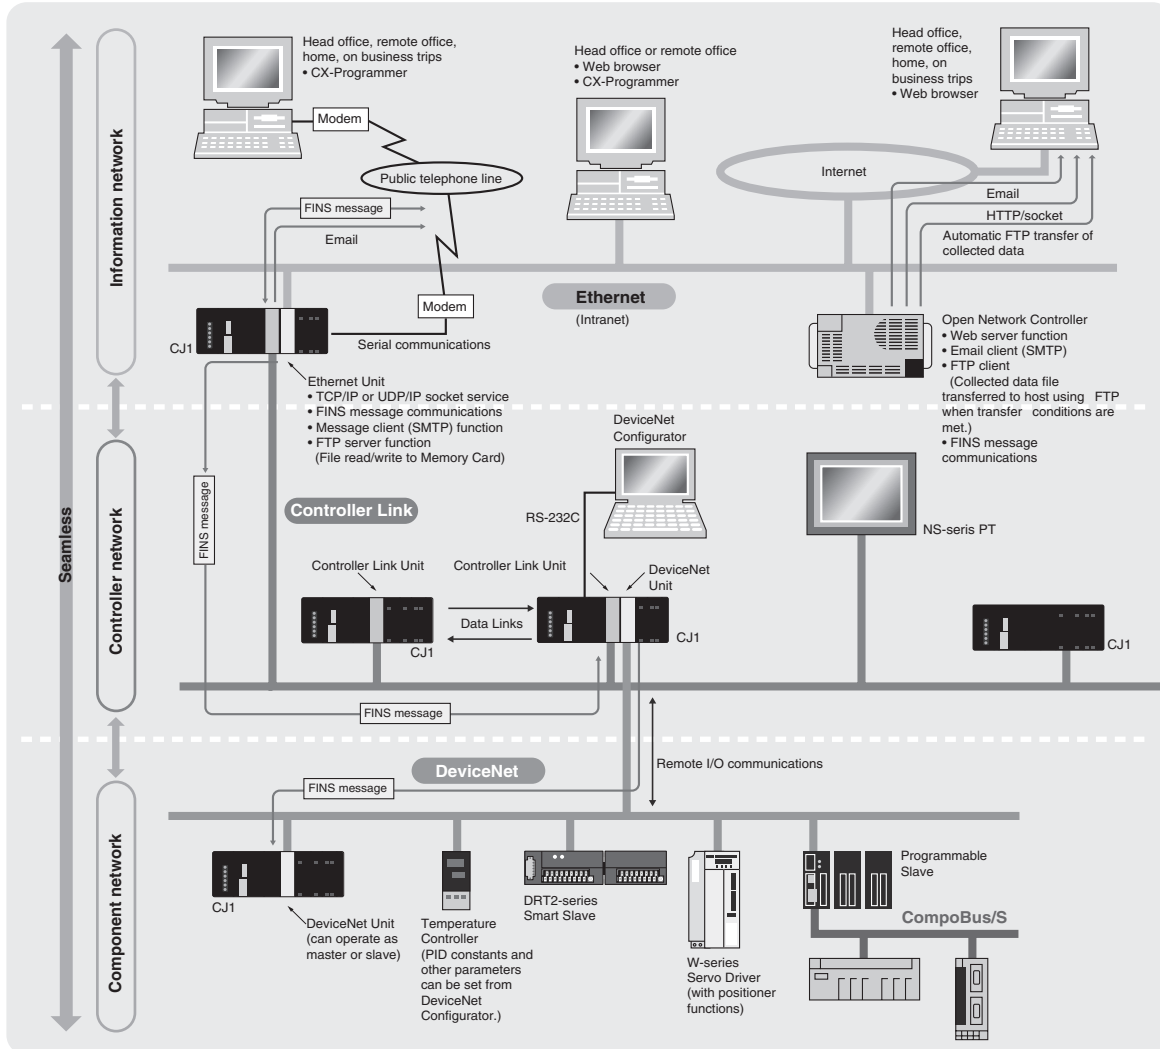 Seamless
Information network
Controller network
Component network
Head office, remote office,
home, on business trips
• CX-Programmer
Modem
Public telephone line
FINS message
Email
Modem
Serial communications
CJ1
Ethernet Unit
• TCP/IP or UDP/IP socket service
• FINS message communications
• Message client (SMTP) function
• FTP server function
(File read/write to Memory Card)
Head office or remote office
• Web browser
• CX-Programmer
Ethernet
(Intranet)
Head office,
remote office,
home, on
business trips
• Web browser
Internet
Email
HTTP/socket
Automatic FTP transfer of
collected data
Open Network Controller
• Web server function
• Email client (SMTP)
• FTP client
(Collected data file
transferred to host using FTP
when transfer conditions are
met.)
• FINS message
communications
FINS message
Controller Link
DeviceNet
Configurator
RS-232C
NS-seris PT
Controller Link Unit
Controller Link Unit
DeviceNet
Unit
Data Links
CJ1
CJ1
CJ1
FINS message
DeviceNet
Remote I/O communications
FINS message
CJ1
DeviceNet Unit
(can operate as
master or slave)
Temperature
Controller
(PID constants and
other parameters
can be set from
DeviceNet
Configurator.)
DRT2-series
Smart Slave
W-series
Servo Driver
(with positioner
functions)
Programmable
Slave
CompoBus/S